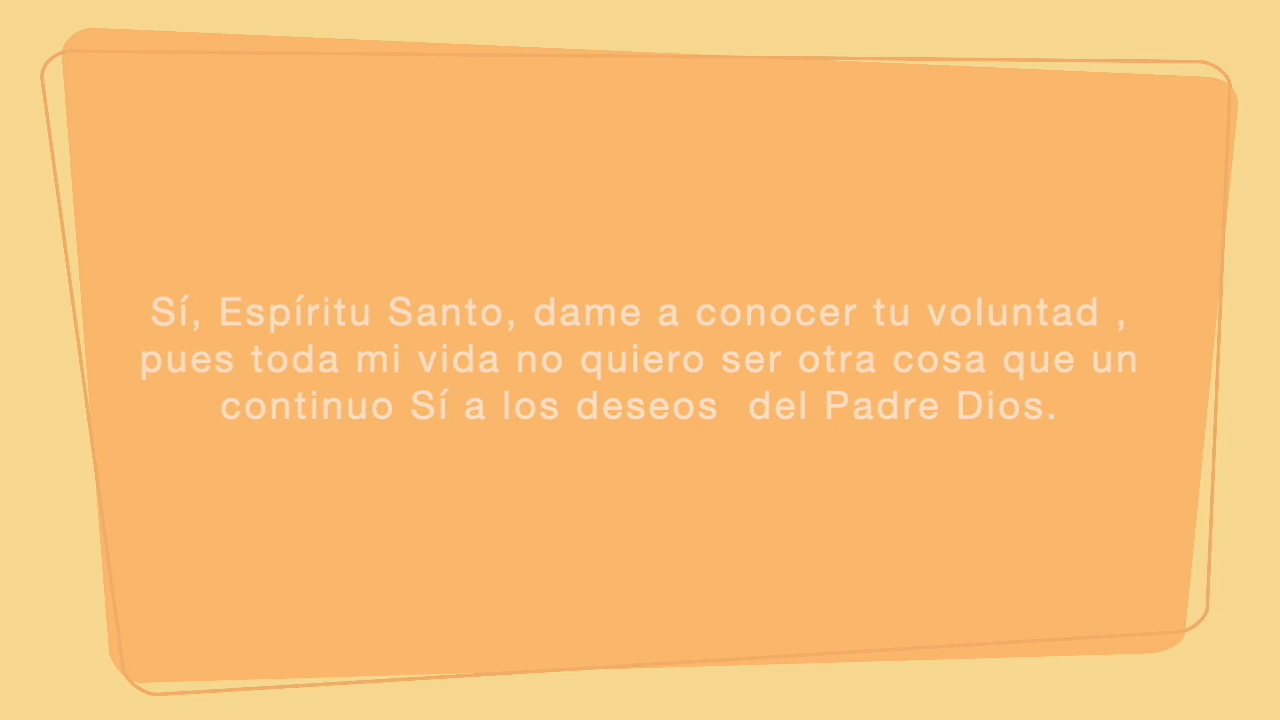 Sí, Espíritu Santo, dame a conocer tu voluntad ,
pues toda mi vida no quiero ser otra cosa que un
continuo Sí a los deseos  del Padre Dios.